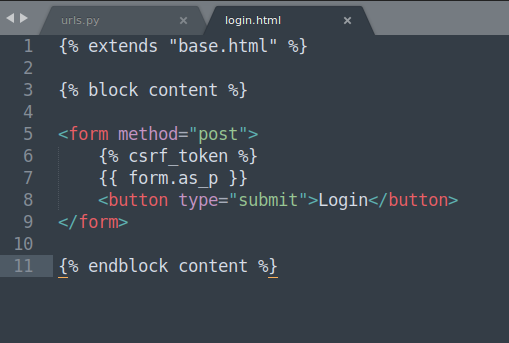 urls.py × login.html ×
1 {% extends "base.html" %}
2
3 {% block content %}
4
5 <form method="post">
6 {% csrf_token %}
7 {{ form.as_p }}
8 <button type="submit">Login</button>
9 </form>
10
11 {% endblock content %}